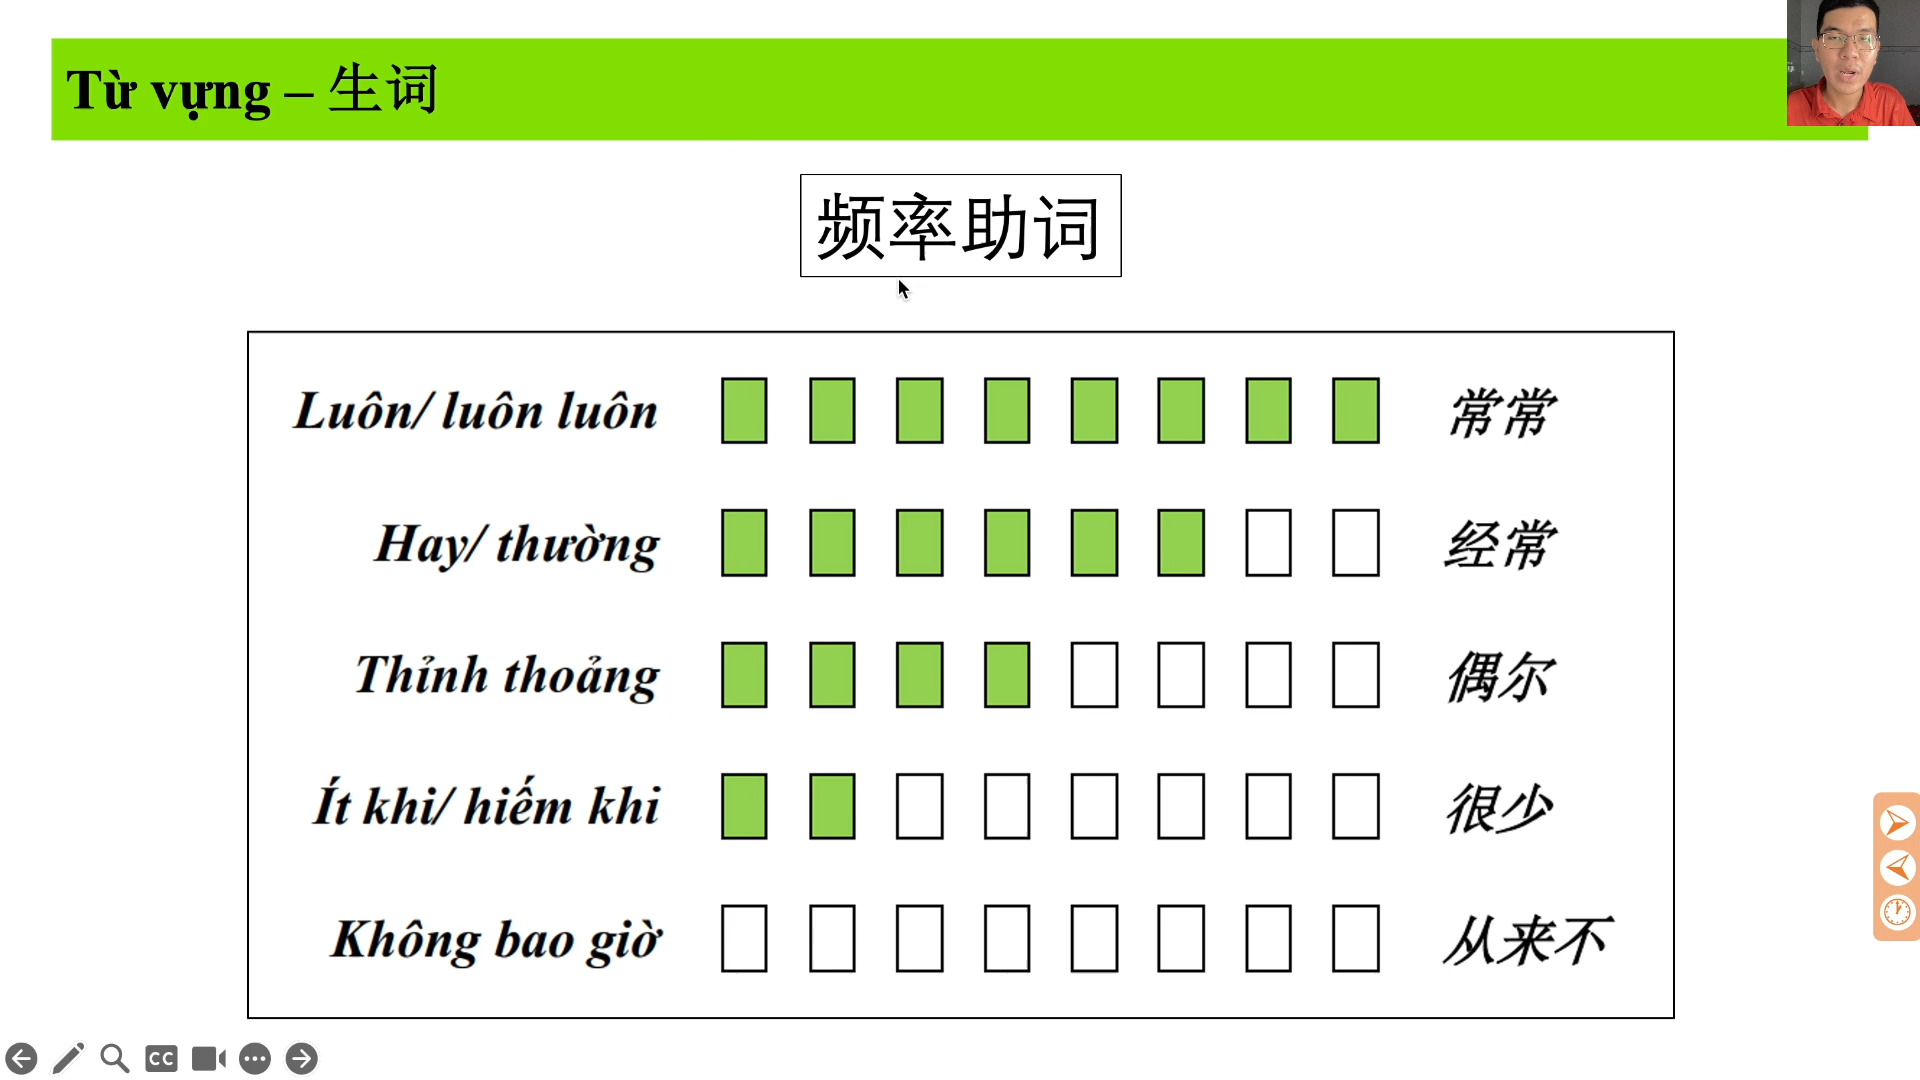 Từ vựng – 生词
频率助词
Luôn/ luôn luôn 常常
Hay/ thường 经常
Thỉnh thoảng 偶尔
Ít khi/ hiếm khi 很少
Không bao giờ 从来不
CC